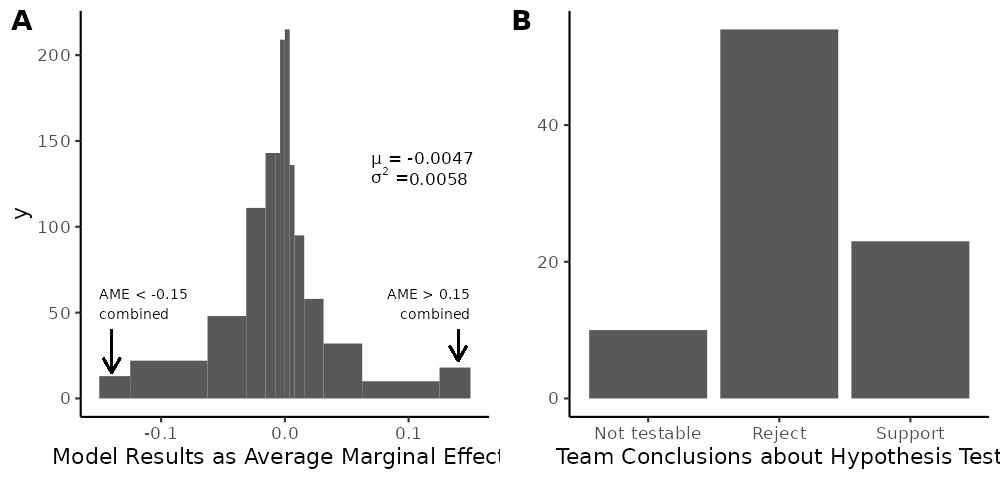 A
200
150
100
50
0
y
μ = -0.0047
σ² =0.0058
AME < -0.15
combined
AME > 0.15
combined
-0.1 0.0 0.1
Model Results as Average Marginal Effect
B
40
20
0
Not testable Reject Support
Team Conclusions about Hypothesis Test